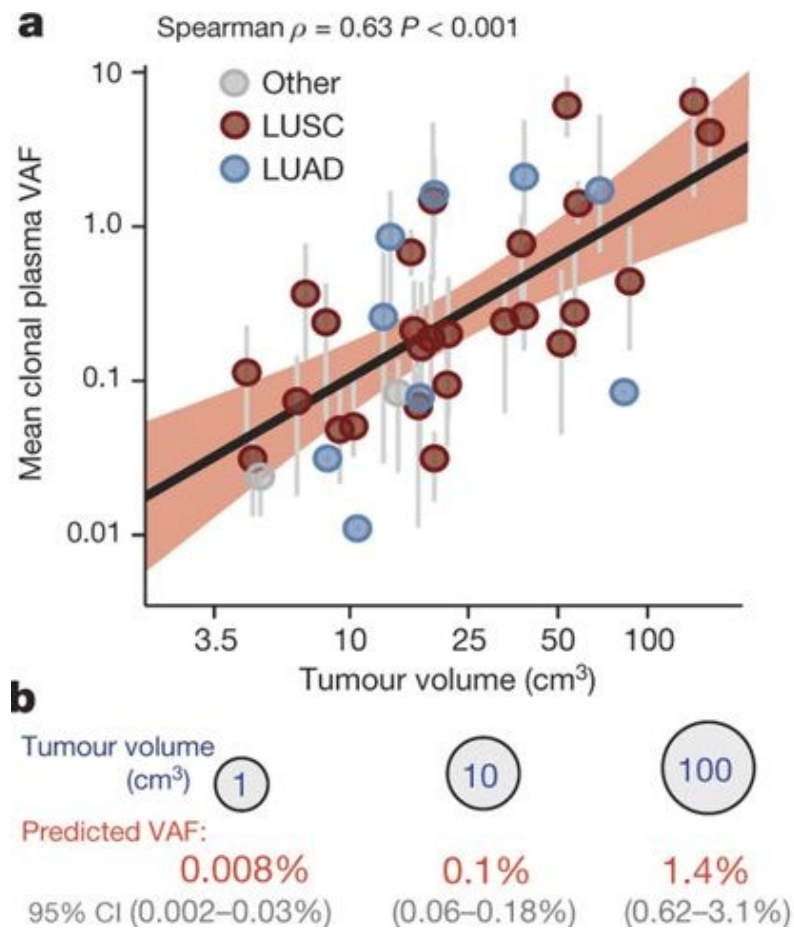 a
Spearman ρ = 0.63 P < 0.001
Mean clonal plasma VAF
10
1.0
0.1
0.01
Other
LUSC
LUAD
3.5 10 25 50 100
Tumour volume (cm³)
b
Tumour volume
(cm³)
1 10 100
Predicted VAF:
0.008% 0.1% 1.4%
95% CI (0.002–0.03%) (0.06–0.18%) (0.62–3.1%)